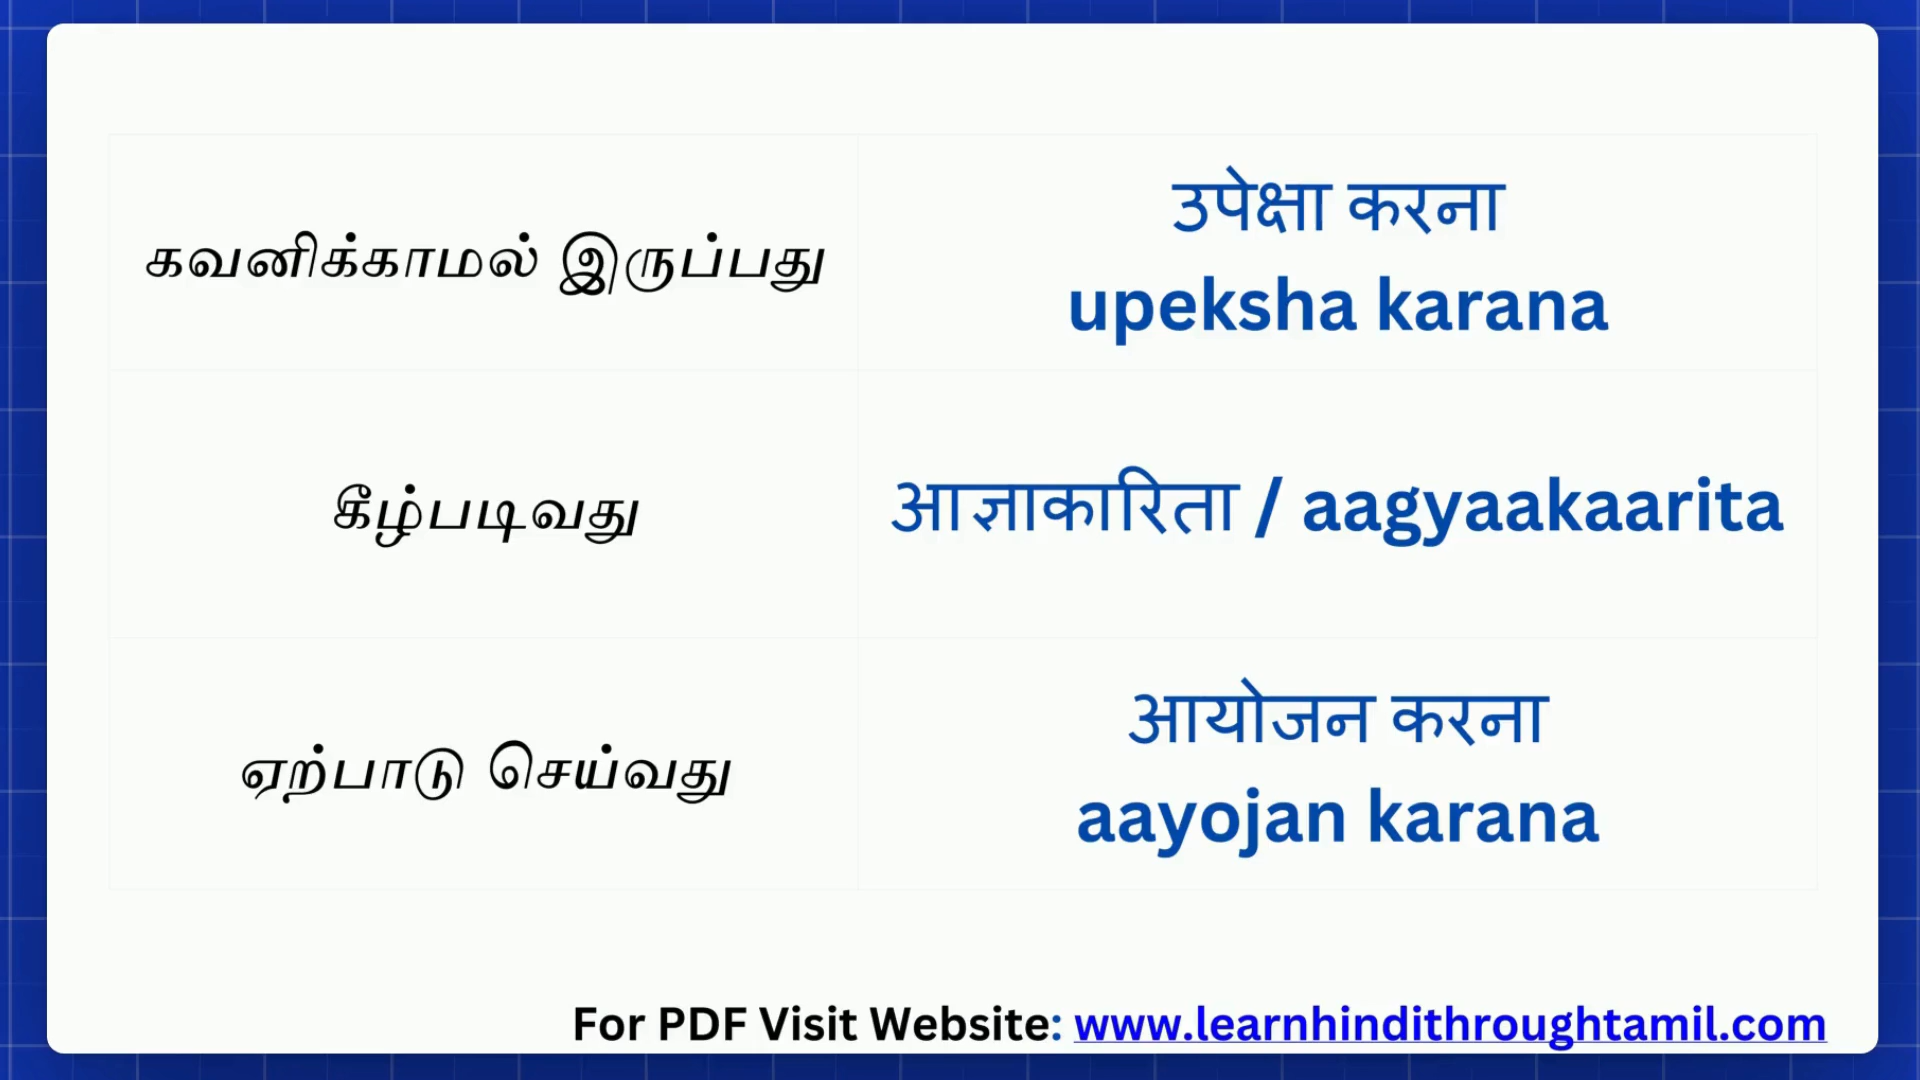 கவனிக்காமல் இருப்பது
उपेक्षा करना
upeksha karana
கீழ்படிவது
आज्ञाकारिता / aagyaakaarita
ஏற்பாடு செய்வது
आयोजन करना
aayojan karana
For PDF Visit Website: www.learnhindithroughtamil.com